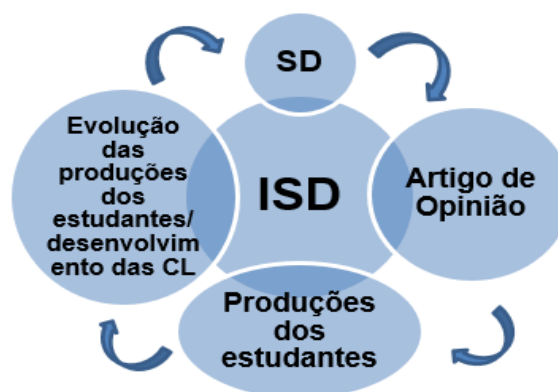 SD
Evolução
das
produções
dos
estudantes/
desenvolvim
ento das CL
ISD
Artigo de
Opinião
Produções
dos
estudantes